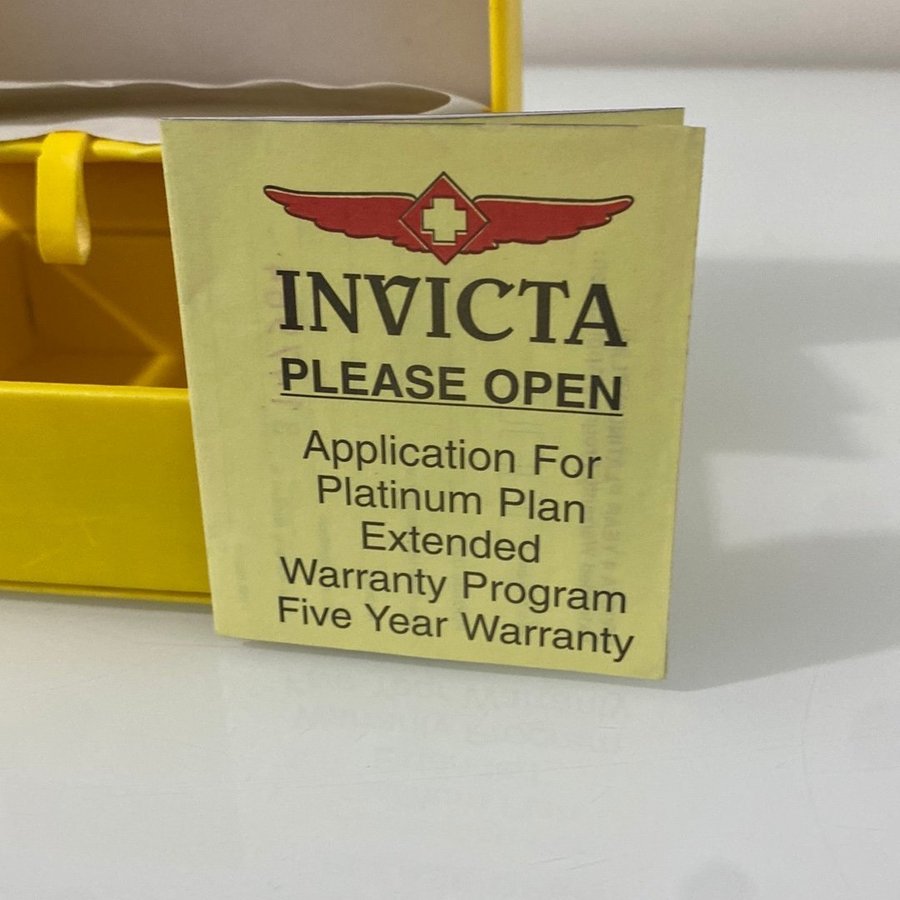 INVICTA
PLEASE OPEN
Application For
Platinum Plan
Extended
Warranty Program
Five Year Warranty